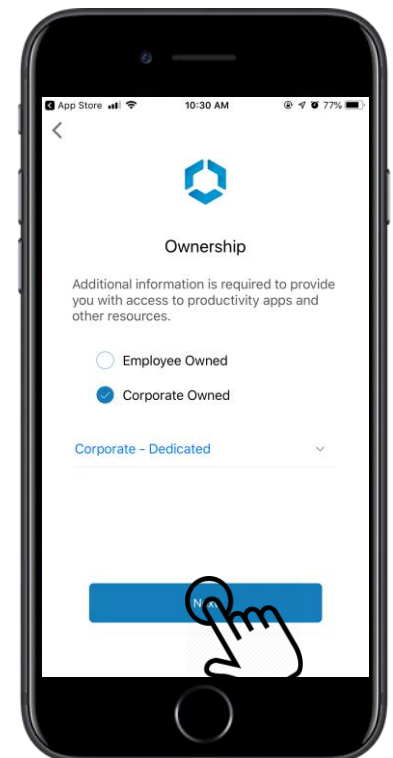 App Store 10:30 AM 77%
Ownership
Additional information is required to provide
you with access to productivity apps and
other resources.
Employee Owned
Corporate Owned
Corporate - Dedicated
Next